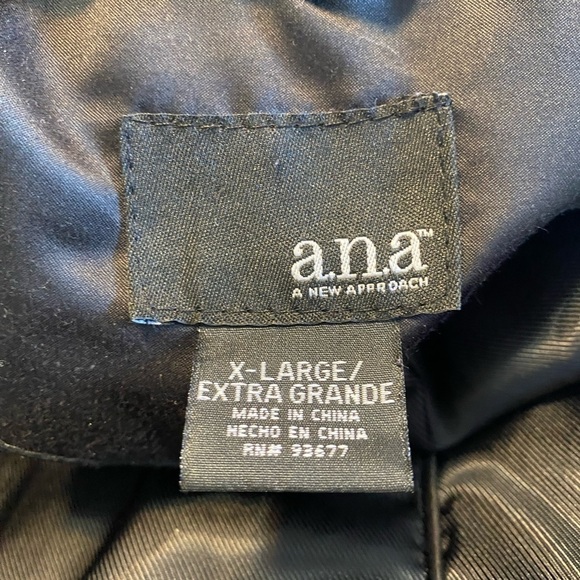 a.n.a™
A NEW APPROACH
X-LARGE/
EXTRA GRANDE
MADE IN CHINA
HECHO EN CHINA
RN# 93677